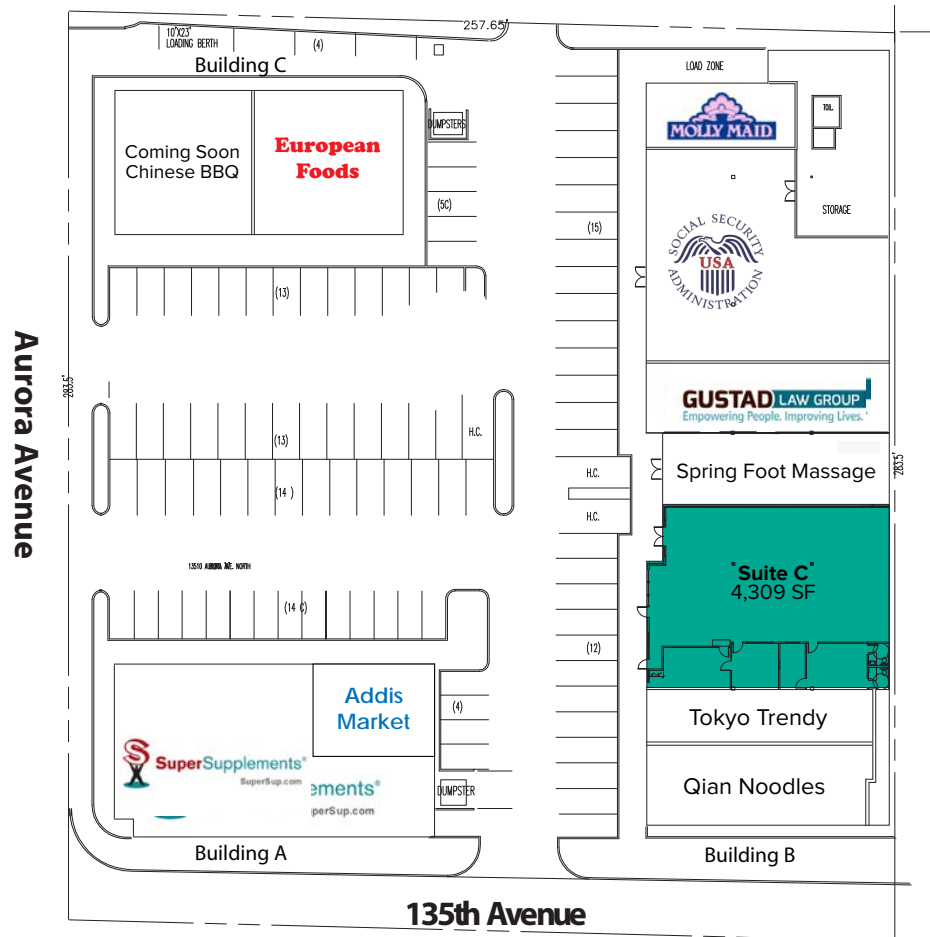 257.65'
10'X23'
LOADING BERTH
(4)
Building C
LOAD ZONE
DUMPSTERS
MOLLY MAID
TOIL.
Coming Soon
Chinese BBQ
European
Foods
(5C)
(15)
STORAGE
SOCIAL SECURITY
USA
ADMINISTRATION
(13)
Aurora Avenue
283.5'
GUSTAD LAW GROUP
Empowering People. Improving Lives.
(13)
H.C.
Spring Foot Massage
283.5'
H.C.
(14 )
H.C.
13510 AURORA AVE. NORTH
"Suite C"
4,309 SF
(14 C)
(12)
Addis
Market
(4)
Tokyo Trendy
SuperSupplements®
SuperSup.com
ements®
perSup.com
DUMPSTER
Qian Noodles
Building A
Building B
135th Avenue